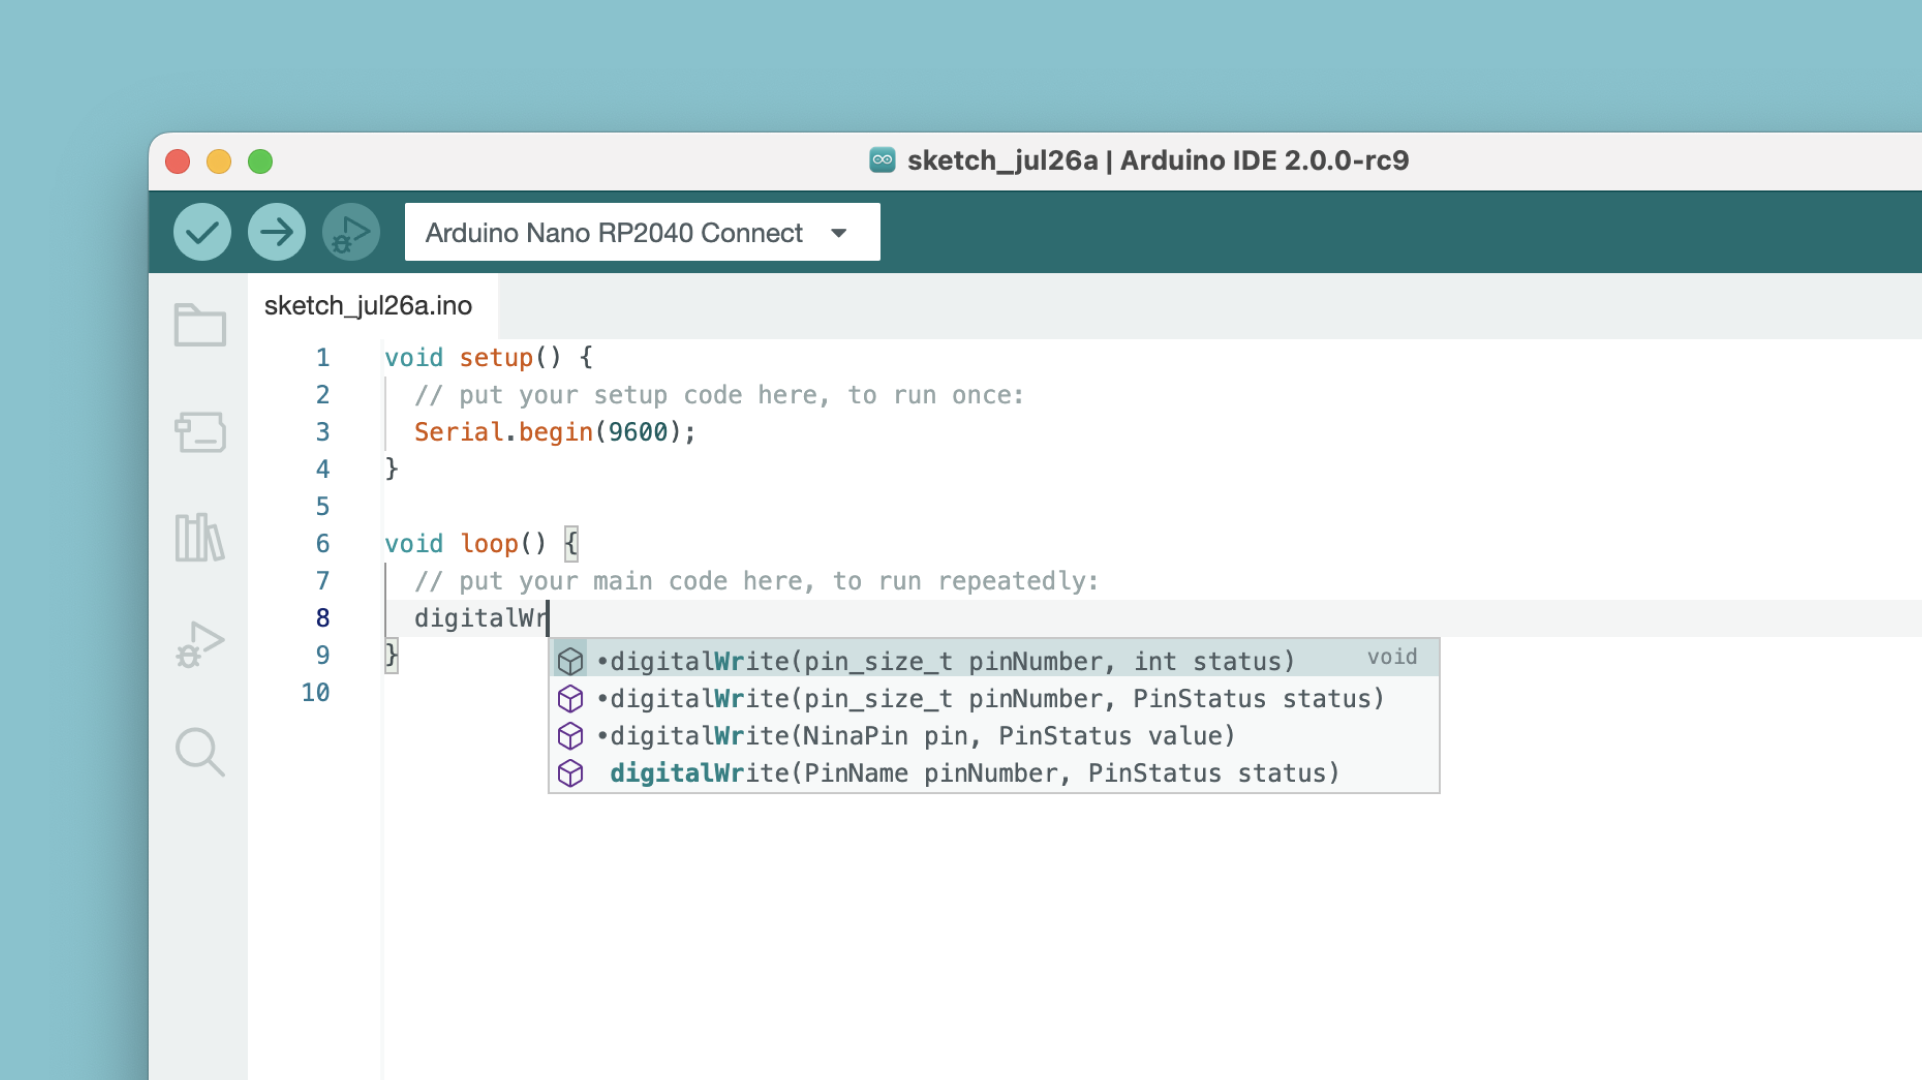 sketch_jul26a | Arduino IDE 2.0.0-rc9
Arduino Nano RP2040 Connect
sketch_jul26a.ino
1 void setup() {
2 // put your setup code here, to run once:
3 Serial.begin(9600);
4 }
5
6 void loop() {
7 // put your main code here, to run repeatedly:
8 digitalWr
9 }
10
•digitalWrite(pin_size_t pinNumber, int status) void
•digitalWrite(pin_size_t pinNumber, PinStatus status)
•digitalWrite(NinaPin pin, PinStatus value)
digitalWrite(PinName pinNumber, PinStatus status)